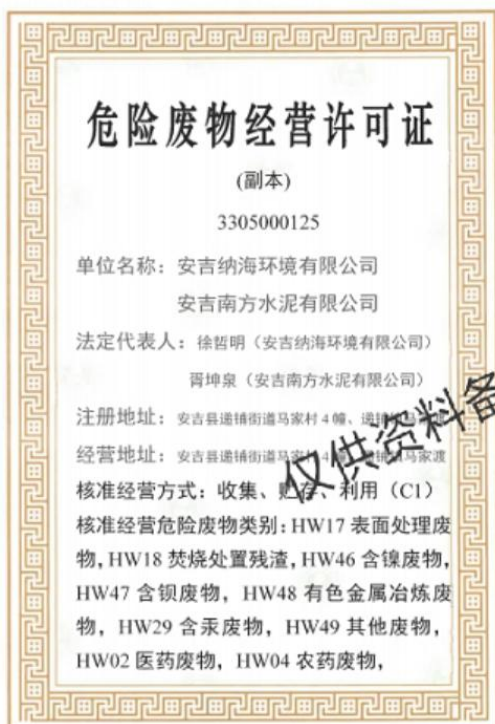 危险废物经营许可证
(副本)
3305000125
单位名称：安吉纳海环境有限公司
安吉南方水泥有限公司
法定代表人：徐哲明（安吉纳海环境有限公司）
胥坤泉（安吉南方水泥有限公司）
注册地址：安吉县递铺街道马家村 4 幢、递铺镇马家渡
经营地址：安吉县递铺街道马家村 4 幢、递铺镇马家渡
核准经营方式：收集、贮存、利用（C1）
核准经营危险废物类别：HW17 表面处理废
物，HW18 焚烧处置残渣，HW46 含镍废物，
HW47 含钡废物，HW48 有色金属冶炼废
物，HW29 含汞废物，HW49 其他废物，
HW02 医药废物，HW04 农药废物，
仅供资料备